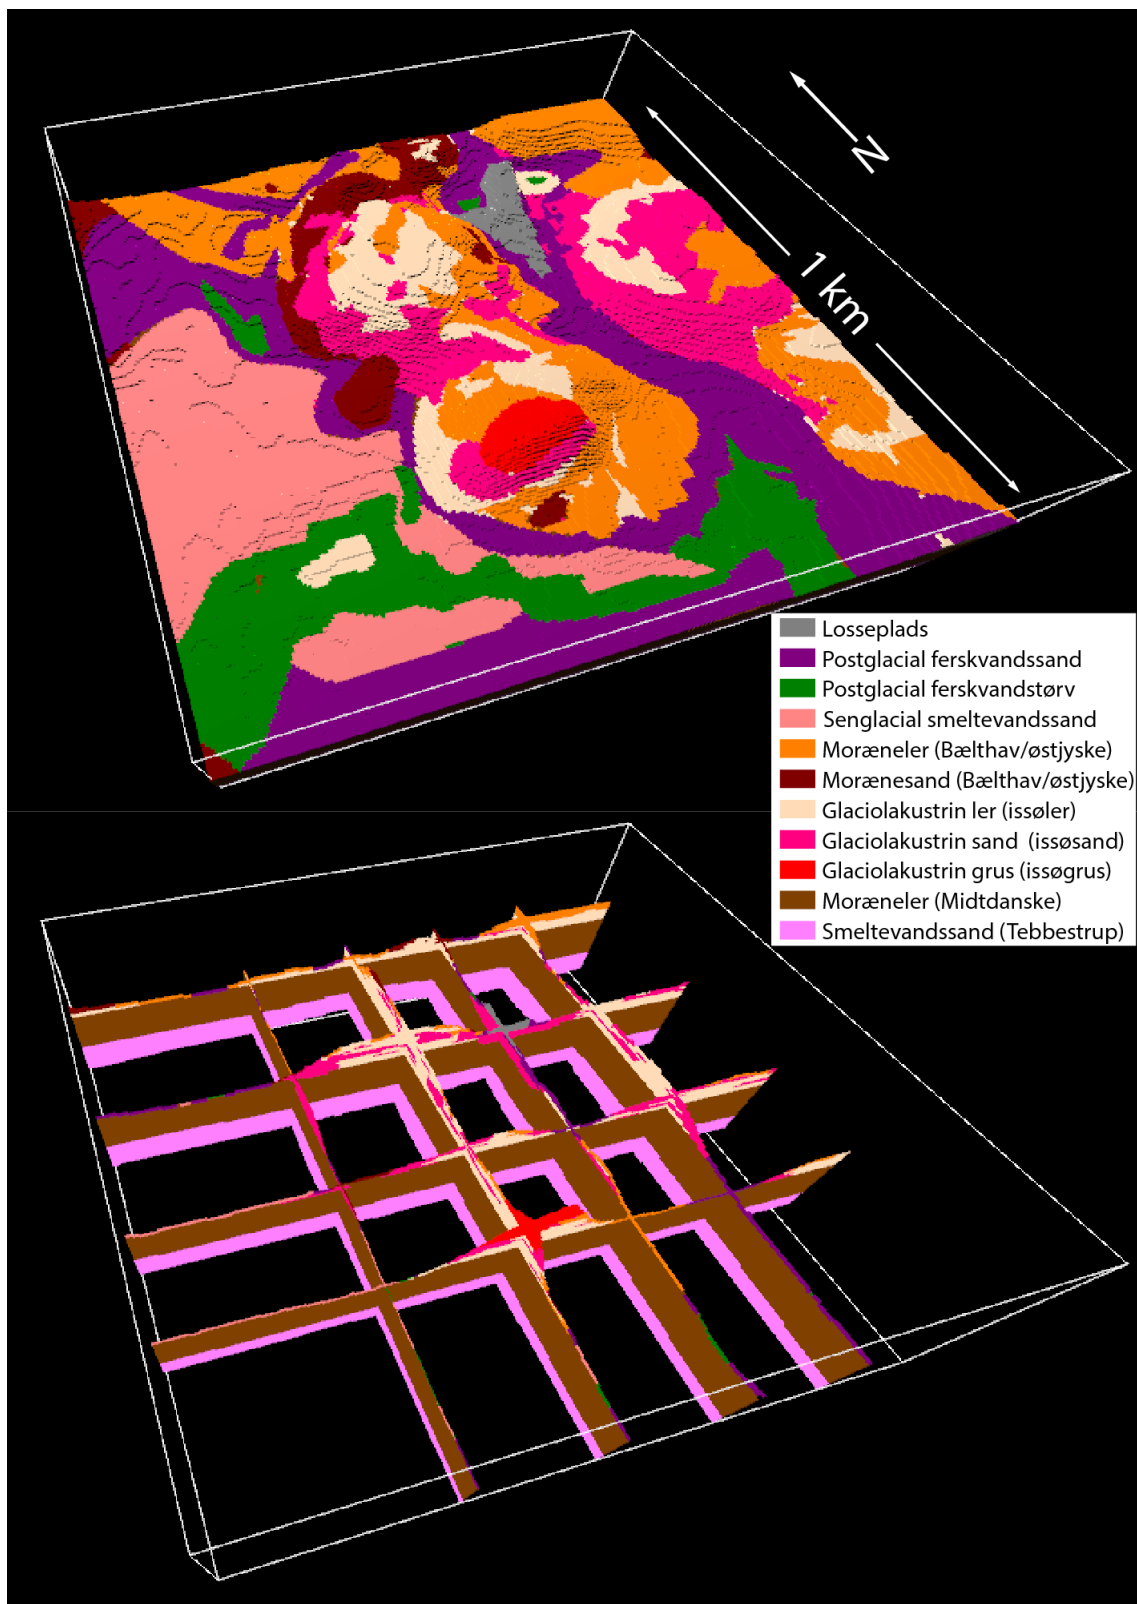 N
1 km
Losseplads
Postglacial ferskvandssand
Postglacial ferskvandstørv
Senglacial smeltevandssand
Moræneler (Bælthav/østjyske)
Morænesand (Bælthav/østjyske)
Glaciolakustrin ler (issøler)
Glaciolakustrin sand (issøsand)
Glaciolakustrin grus (issøgrus)
Moræneler (Midtdanske)
Smeltevandssand (Tebbestrup)